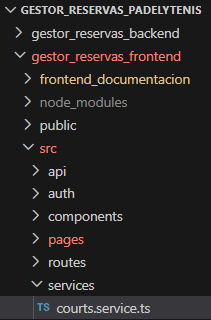 GESTOR_RESERVAS_PADELYTENIS
gestor_reservas_backend
gestor_reservas_frontend
frontend_documentacion
node_modules
public
src
api
auth
components
pages
routes
services
TS courts.service.ts